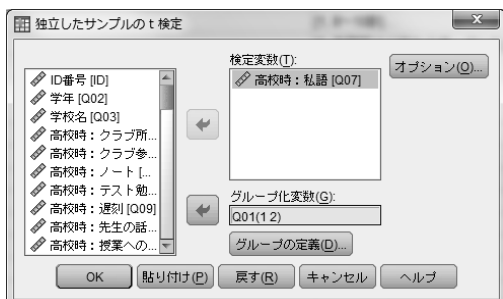 独立したサンプルの t 検定
ID番号 [ID]
学年 [Q02]
学校名 [Q03]
高校時：クラブ所...
高校時：クラブ参...
高校時：ノート [...
高校時：テスト勉...
高校時：遅刻 [Q09]
高校時：先生の話...
高校時：授業への...
検定変数(T):
高校時：私語 [Q07]
オプション(O)...
グループ化変数(G):
Q01(1 2)
グループの定義(D)...
OK
貼り付け(P)
戻す(R)
キャンセル
ヘルプ